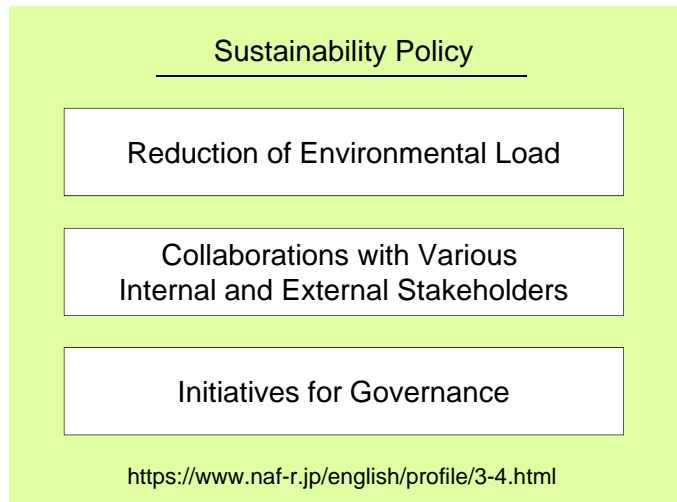 Sustainability Policy
Reduction of Environmental Load
Collaborations with Various
Internal and External Stakeholders
Initiatives for Governance
https://www.naf-r.jp/english/profile/3-4.html